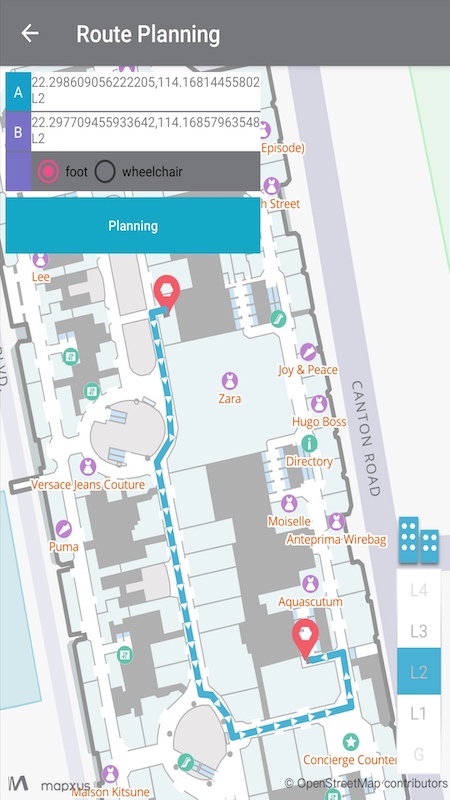 Route Planning
A
22.298609056222205,114.16814455802
L2
B
22.297709455933642,114.16857963548
L2
foot
wheelchair
Planning
Episode)
h Street
Lee
BLVD.
Joy & Peace
Zara
CANTON ROAD
Hugo Boss
Directory
Versace Jeans Couture
Moiselle
Puma
Anteprima Wirebag
L4
Aquascutum
L3
L2
L1
Concierge Counter
G
mapxus
Maison Kitsune
© OpenStreetMap contributors